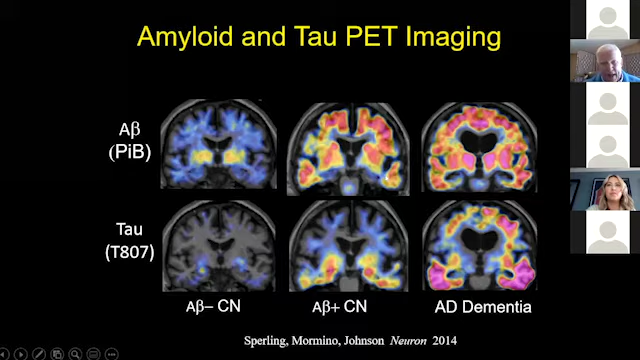 Amyloid and Tau PET Imaging
Aβ
(PiB)
Tau
(T807)
Aβ– CN
Aβ+ CN
AD Dementia
Sperling, Mormino, Johnson Neuron 2014